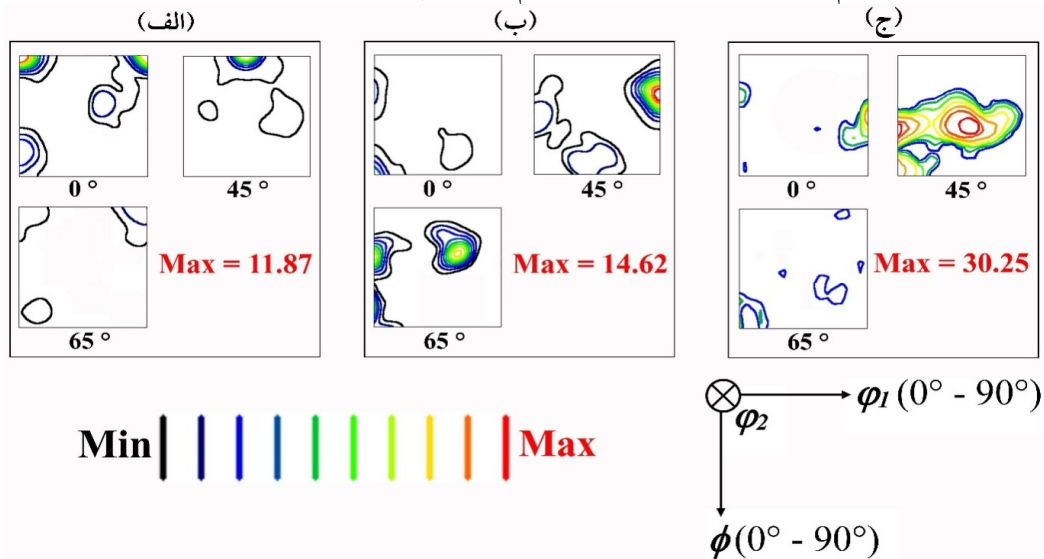 (الف)
(ب)
(ج)
0 °
45 °
65 °
Max = 11.87
0 °
45 °
65 °
Max = 14.62
0 °
45 °
65 °
Max = 30.25
Min
Max
φ1 (0° - 90°)
φ2
ϕ (0° - 90°)